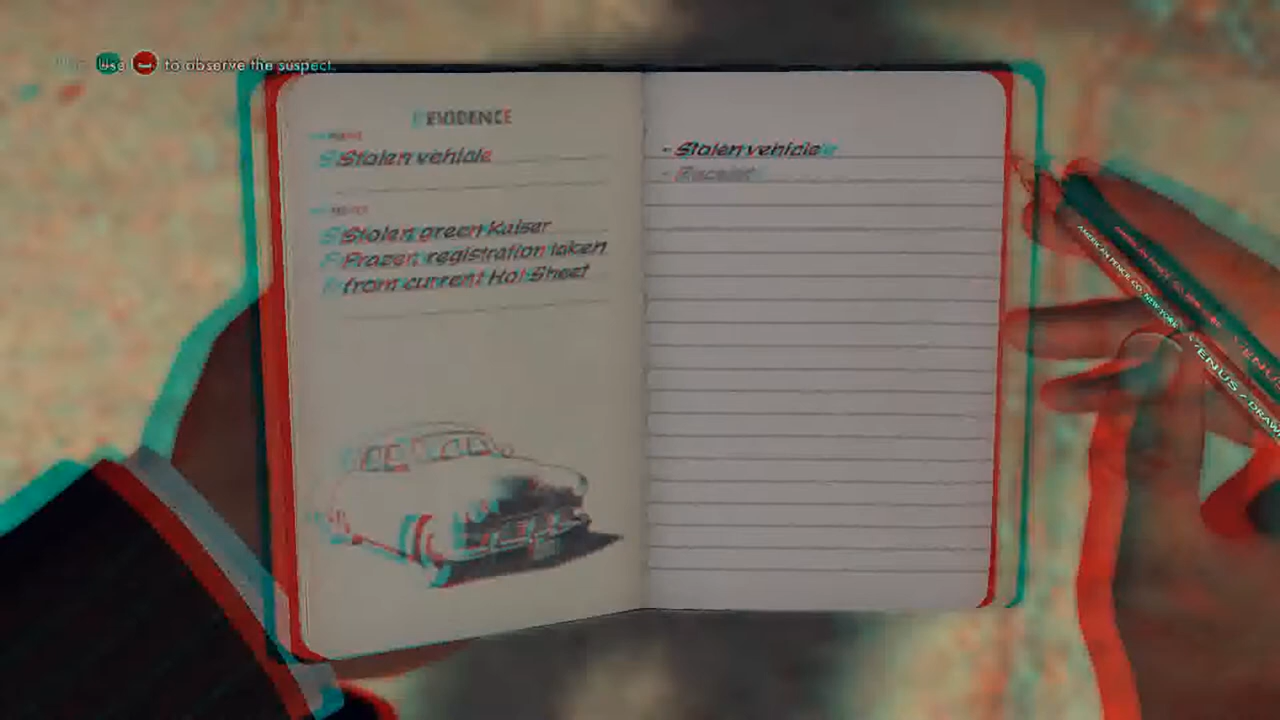 Use to observe the suspect.
EVIDENCE
Stolen vehicle
Stolen green Kaiser
Frazer: registration taken
from current Hot Sheet
- Stolen vehicle
- Receipt
AMERICAN PENCIL CO. NEW YORK
VENUS